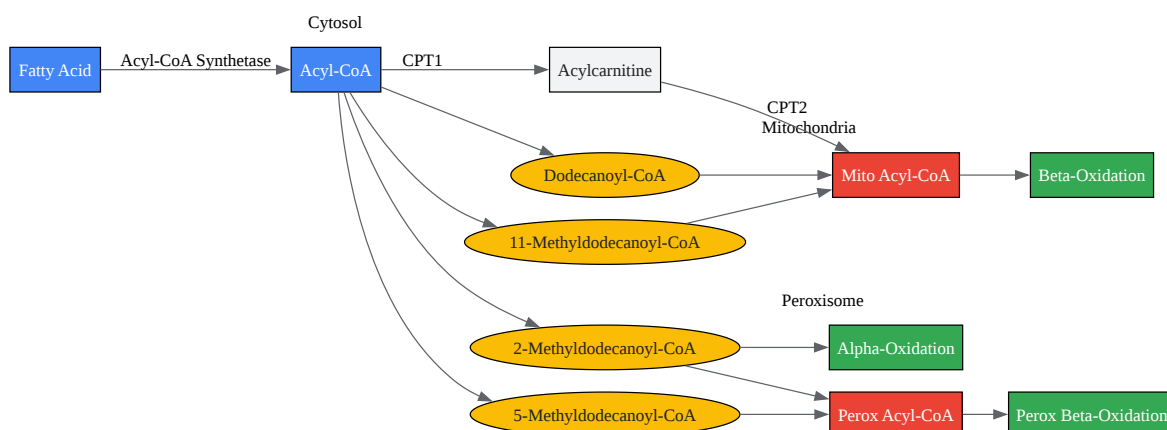 Cytosol
Fatty Acid
Acyl-CoA Synthetase
Acyl-CoA
CPT1
Acylcarnitine
CPT2
Mitochondria
Dodecanoyl-CoA
Mito Acyl-CoA
Beta-Oxidation
11-Methyldodecanoyl-CoA
Peroxisome
2-Methyldodecanoyl-CoA
Alpha-Oxidation
5-Methyldodecanoyl-CoA
Perox Acyl-CoA
Perox Beta-Oxidation